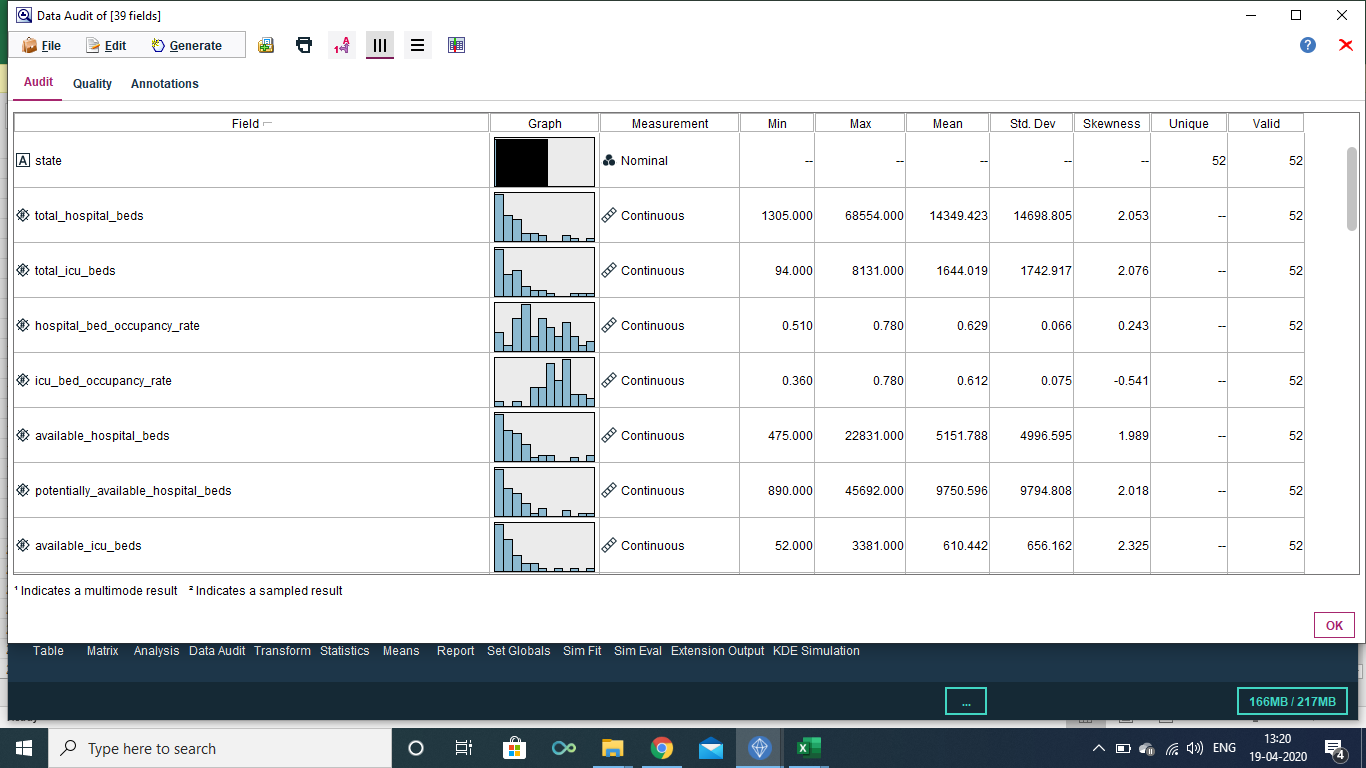 Data Audit of [39 fields]
File Edit Generate
Audit Quality Annotations
Field Graph Measurement Min Max Mean Std. Dev Skewness Unique Valid
A state Nominal -- -- -- -- -- 52 52
total_hospital_beds Continuous 1305.000 68554.000 14349.423 14698.805 2.053 -- 52
total_icu_beds Continuous 94.000 8131.000 1644.019 1742.917 2.076 -- 52
hospital_bed_occupancy_rate Continuous 0.510 0.780 0.629 0.066 0.243 -- 52
icu_bed_occupancy_rate Continuous 0.360 0.780 0.612 0.075 -0.541 -- 52
available_hospital_beds Continuous 475.000 22831.000 5151.788 4996.595 1.989 -- 52
potentially_available_hospital_beds Continuous 890.000 45692.000 9750.596 9794.808 2.018 -- 52
available_icu_beds Continuous 52.000 3381.000 610.442 656.162 2.325 -- 52
¹ Indicates a multimode result ² Indicates a sampled result
OK
Table Matrix Analysis Data Audit Transform Statistics Means Report Set Globals Sim Fit Sim Eval Extension Output KDE Simulation
... 166MB / 217MB
Type here to search ENG 13:20
19-04-2020 4